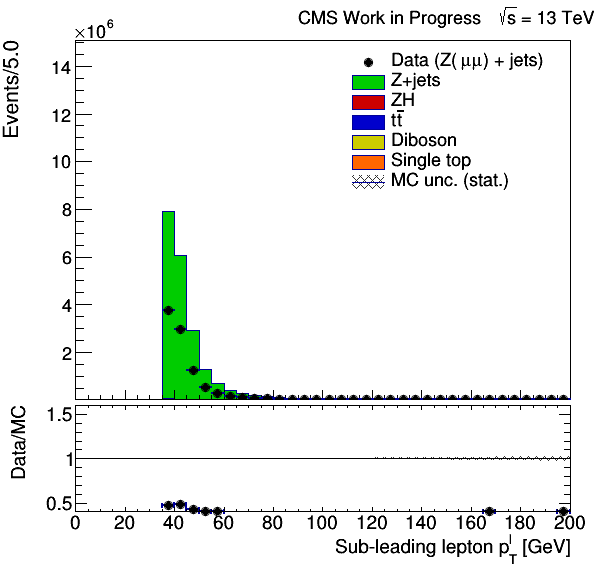 CMS Work in Progress √s = 13 TeV
×10⁶
Events/5.0
14
12
10
8
6
4
2
Data (Z( μμ) + jets)
Z+jets
ZH
tt̅
Diboson
Single top
MC unc. (stat.)
Data/MC
1.5
1
0.5
0 20 40 60 80 100 120 140 160 180 200
Sub-leading lepton p_T^l [GeV]